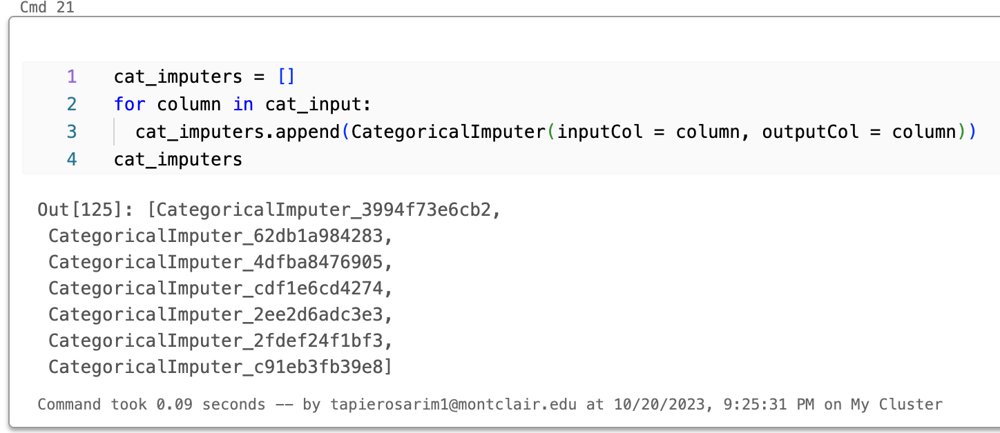 Cmd 21
1 cat_imputers = []
2 for column in cat_input:
3 cat_imputers.append(CategoricalImputer(inputCol = column, outputCol = column))
4 cat_imputers
Out[125]: [CategoricalImputer_3994f73e6cb2,
CategoricalImputer_62db1a984283,
CategoricalImputer_4dfba8476905,
CategoricalImputer_cdf1e6cd4274,
CategoricalImputer_2ee2d6adc3e3,
CategoricalImputer_2fdef24f1bf3,
CategoricalImputer_c91eb3fb39e8]
Command took 0.09 seconds -- by tapierosarim1@montclair.edu at 10/20/2023, 9:25:31 PM on My Cluster